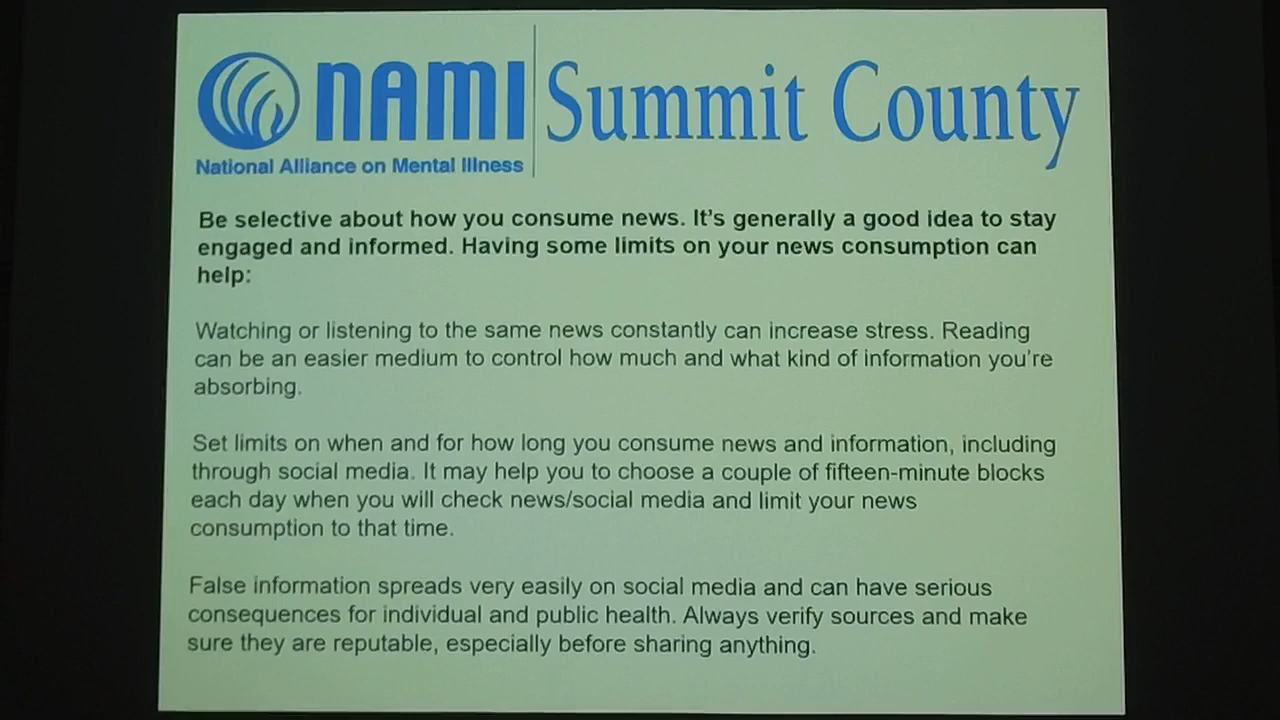 NAMI Summit County
National Alliance on Mental Illness
Be selective about how you consume news. It's generally a good idea to stay
engaged and informed. Having some limits on your news consumption can
help:
Watching or listening to the same news constantly can increase stress. Reading
can be an easier medium to control how much and what kind of information you're
absorbing.
Set limits on when and for how long you consume news and information, including
through social media. It may help you to choose a couple of fifteen-minute blocks
each day when you will check news/social media and limit your news
consumption to that time.
False information spreads very easily on social media and can have serious
consequences for individual and public health. Always verify sources and make
sure they are reputable, especially before sharing anything.